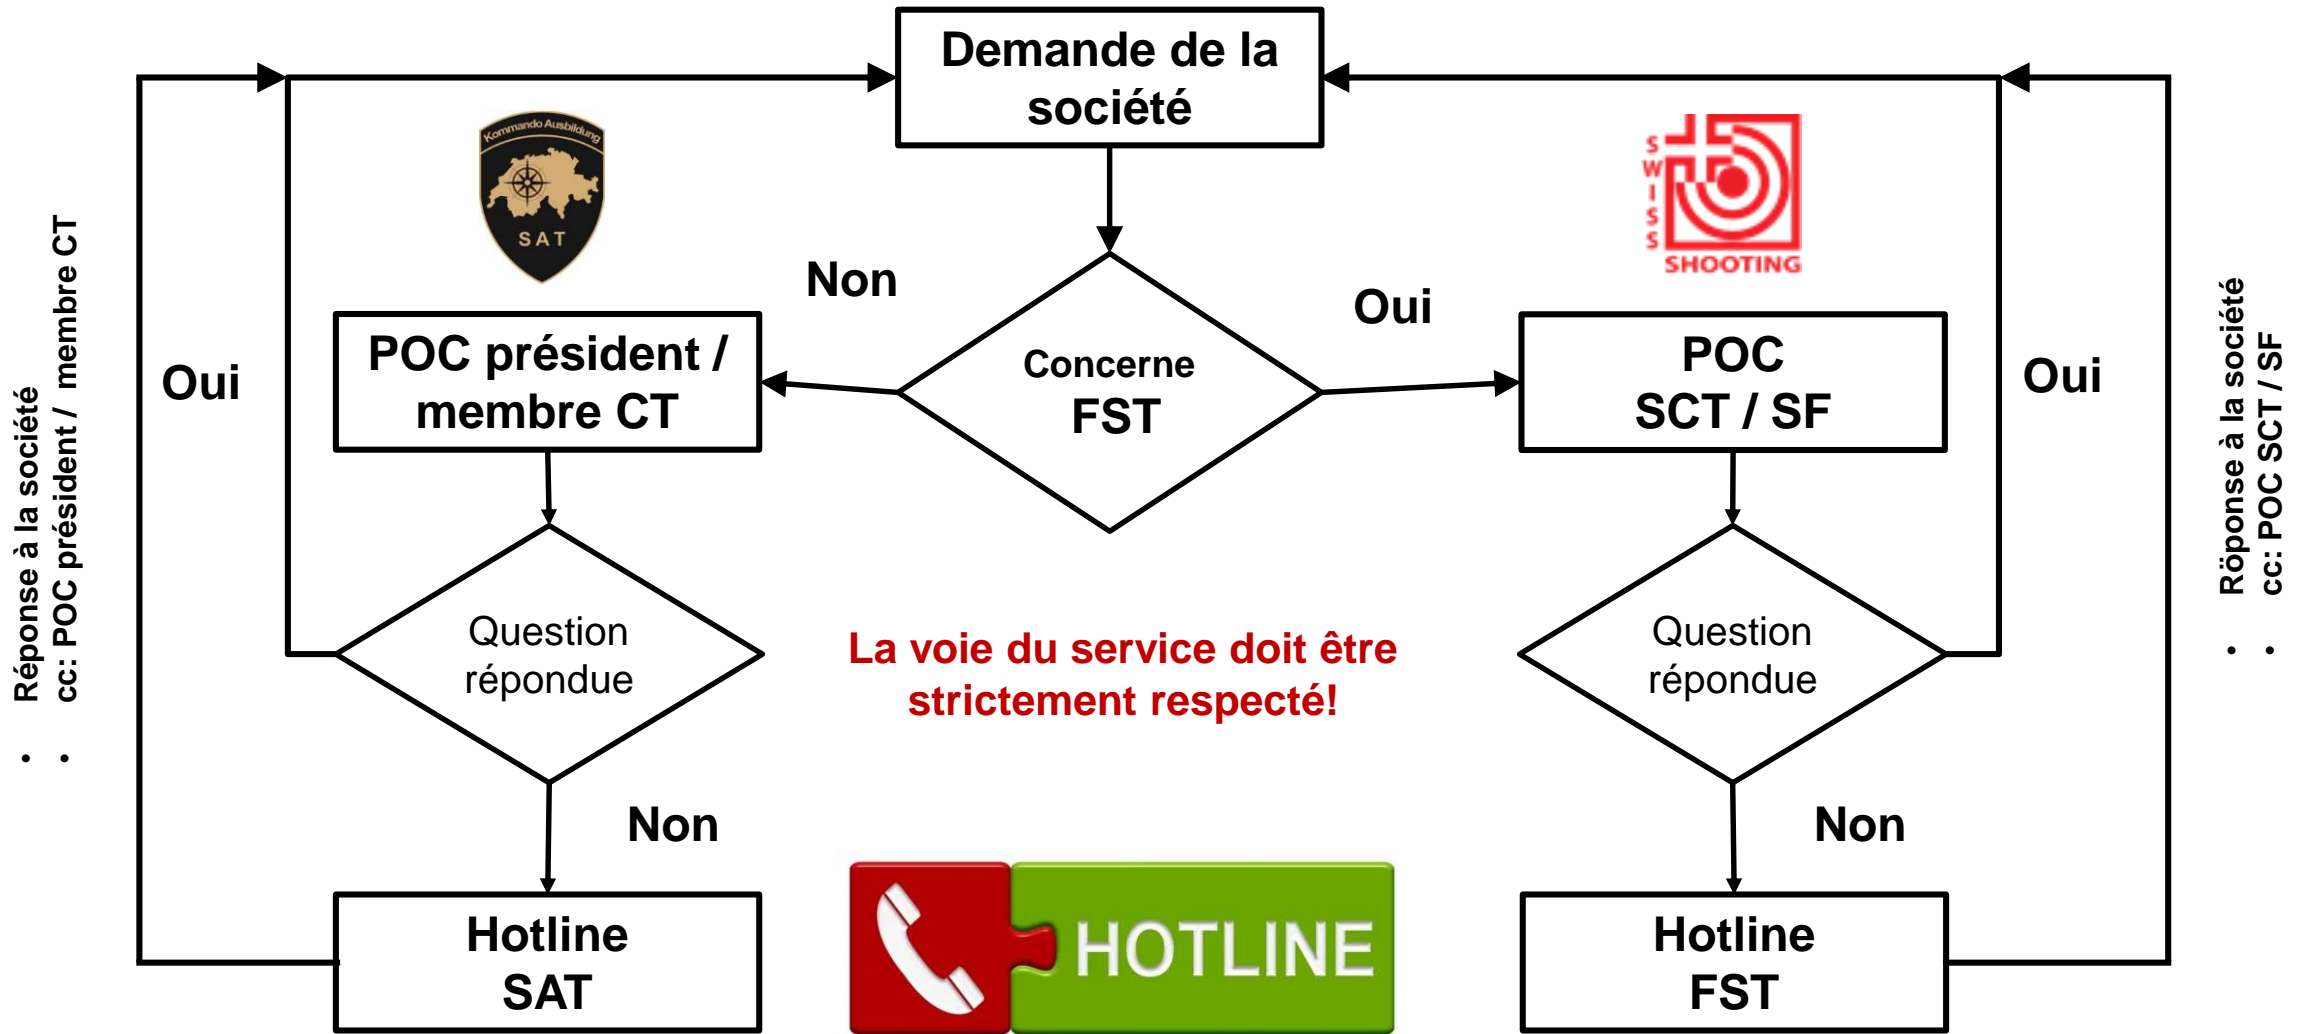 Demande de la
société
Kommando Ausbildung
SAT
SWISS
SHOOTING
Non
Oui
POC président /
membre CT
Concerne
FST
POC
SCT / SF
Oui
Oui
Réponse à la société
cc: POC président / membre CT
Röponse à la société
cc: POC SCT / SF
Question
répondue
La voie du service doit être
strictement respecté!
Question
répondue
Non
Non
Hotline
SAT
HOTLINE
Hotline
FST